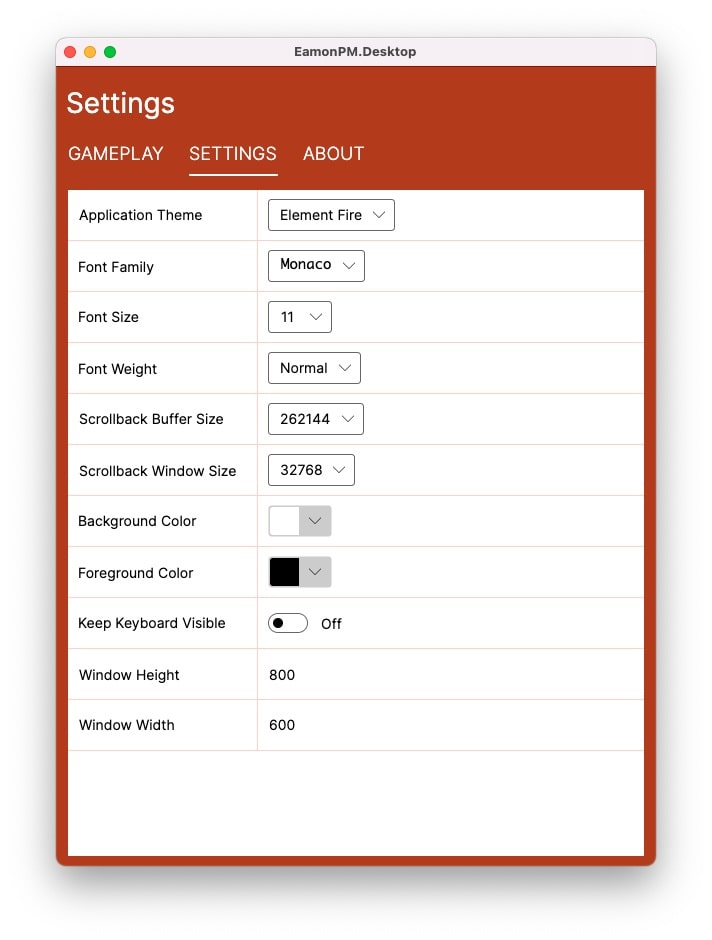 EamonPM.Desktop
Settings
GAMEPLAY SETTINGS ABOUT
Application Theme Element Fire
Font Family Monaco
Font Size 11
Font Weight Normal
Scrollback Buffer Size 262144
Scrollback Window Size 32768
Background Color
Foreground Color
Keep Keyboard Visible Off
Window Height 800
Window Width 600